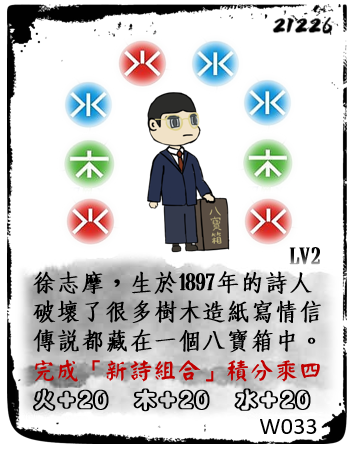 21226
火 水
水 水
木 木
火 火
八寶箱
LV2
徐志摩，生於1897年的詩人
破壞了很多樹木造紙寫情信
傳說都藏在一個八寶箱中。
完成「新詩組合」積分乘四
火+20 木+20 水+20
W033